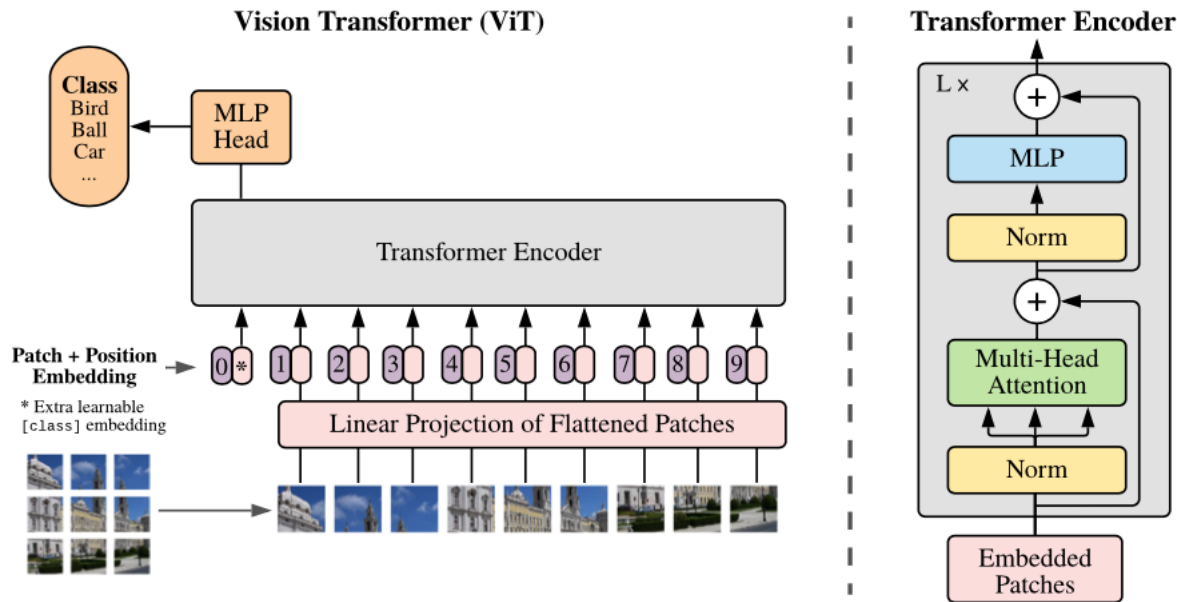 Vision Transformer (ViT)
Class
Bird
Ball
Car
...
MLP
Head
Transformer Encoder
Patch + Position
Embedding
* Extra learnable
[class] embedding
0 * 1 2 3 4 5 6 7 8 9
Linear Projection of Flattened Patches
Transformer Encoder
L ×
+
MLP
Norm
+
Multi-Head
Attention
Norm
Embedded
Patches